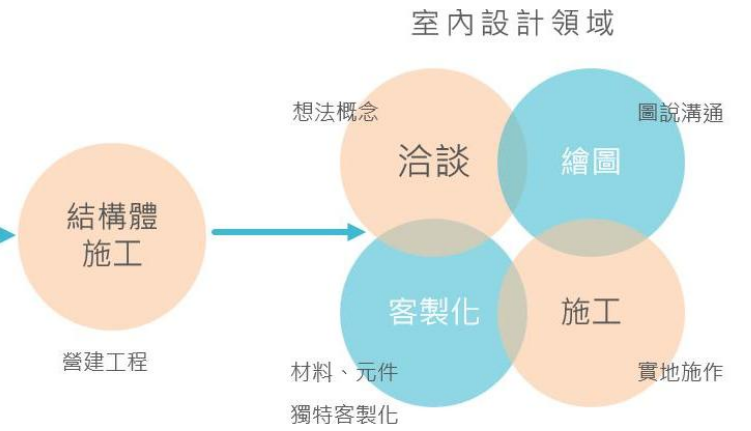 室內設計領域
想法概念
圖說溝通
洽談
繪圖
結構體
施工
客製化
施工
營建工程
材料、元件
獨特客製化
實地施作